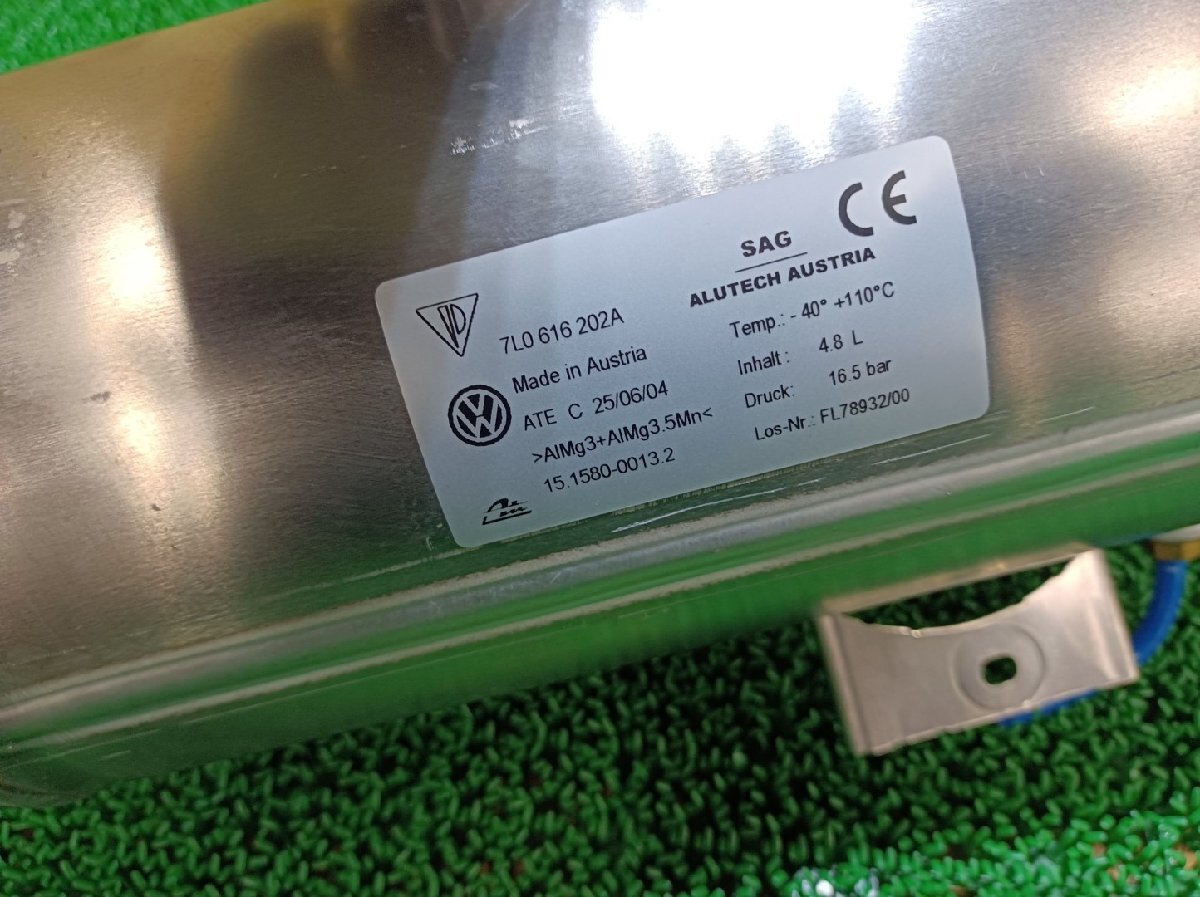 7L0 616 202A
Made in Austria
ATE C 25/06/04
>AlMg3+AlMg3.5Mn<
15.1580-0013.2
SAG
ALUTECH AUSTRIA
CE
Temp.: - 40° +110°C
Inhalt : 4.8 L
Druck: 16.5 bar
Los-Nr.: FL78932/00
VW